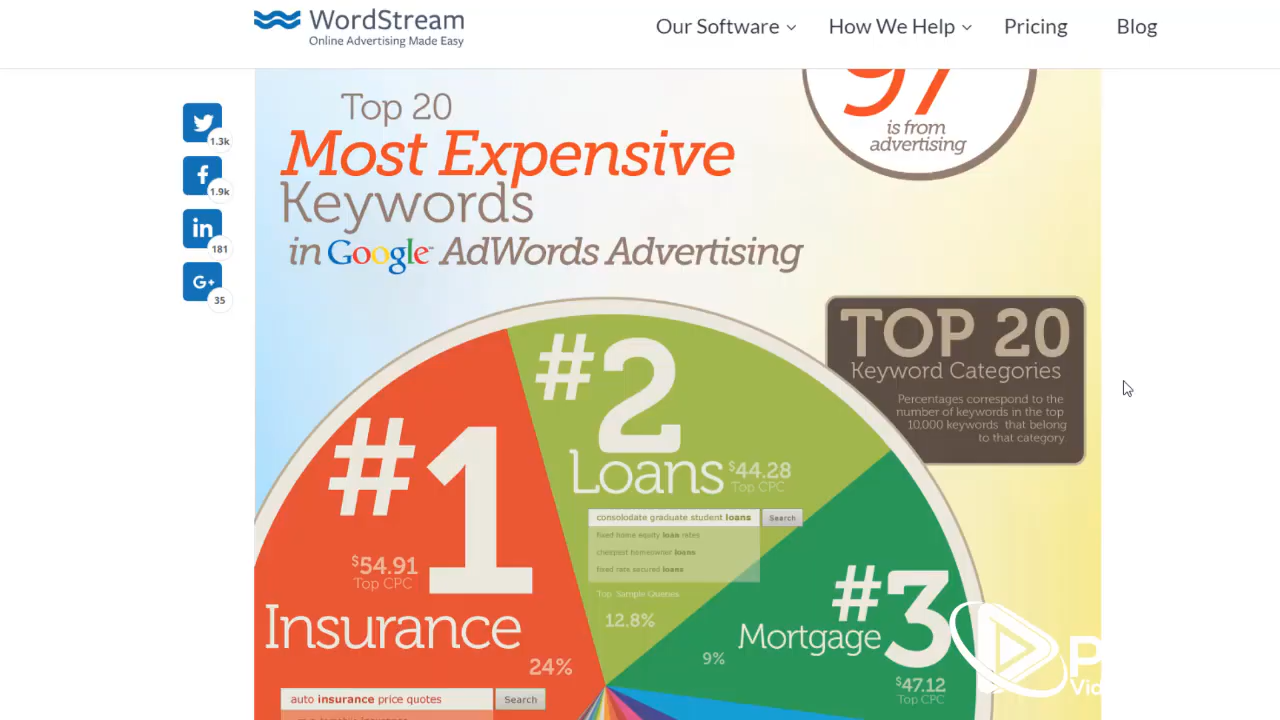 WordStream
Online Advertising Made Easy
Our Software
How We Help
Pricing
Blog
1.3k
1.9k
in
181
G+
35
97
is from
advertising
Top 20
Most Expensive
Keywords
in Google™ AdWords Advertising
TOP 20
Keyword Categories
Percentages correspond to the
number of keywords in the top
10,000 keywords that belong
to that category
#2
Loans
$44.28
Top CPC
consolodate graduate student loans
Search
fixed home equity loan rates
cheapest homeowner loans
fixed rate secured loans
Top Sample Queries
12.8%
#1
$54.91
Top CPC
Insurance
24%
auto insurance price quotes
Search
#3
Mortgage
9%
$47.12
Top CPC